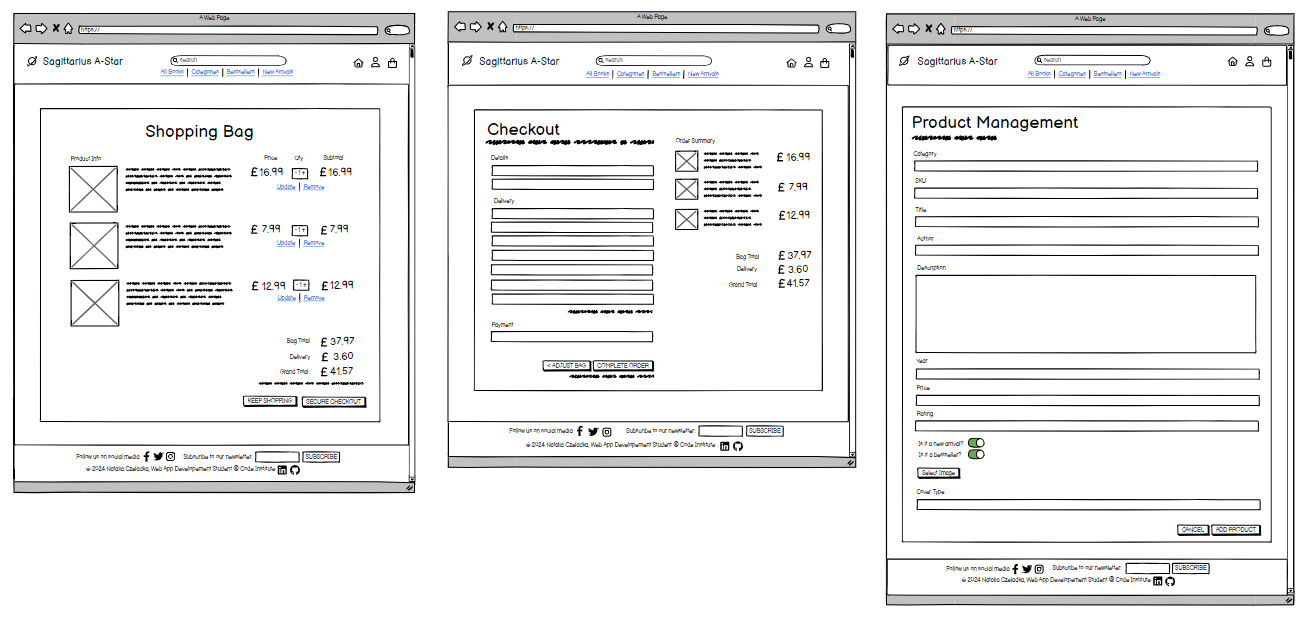 A Web Page
https://
Sagittarius A-Star
search
All Books | Categories | Bestsellers | New Arrivals
Shopping Bag
Product Info Price Qty Subtotal
£16.99 -1+ £16.99
Update | Remove
£ 7.99 -1+ £ 7.99
Update | Remove
£ 12.99 -1+ £12.99
Update | Remove
Bag Total £ 37.97
Delivery £ 3.60
Grand Total £ 41.57
KEEP SHOPPING SECURE CHECKOUT
Follow us on social media Subscribe to our newsletter: SUBSCRIBE
© 2024 Natalia Czeladka, Web App Developement Student @ Code Institute
A Web Page
https://
Sagittarius A-Star
search
All Books | Categories | Bestsellers | New Arrivals
Checkout
Order Summary
Details
£ 16.99
£ 7.99
Delivery
£12.99
Bag Total £ 37.97
Delivery £ 3.60
Grand Total £41.57
Payment
< ADJUST BAG COMPLETE ORDER
Follow us on social media Subscribe to our newsletter: SUBSCRIBE
© 2024 Natalia Czeladka, Web App Developement Student @ Code Institute
A Web Page
https://
Sagittarius A-Star
search
All Books | Categories | Bestsellers | New Arrivals
Product Management
Category
SKU
Title
Author
Description
Year
Price
Rating
Is it a new arrival?
Is it a bestseller?
Select Image
Cover Type
CANCEL ADD PRODUCT
Follow us on social media Subscribe to our newsletter: SUBSCRIBE
© 2024 Natalia Czeladka, Web App Developement Student @ Code Institute